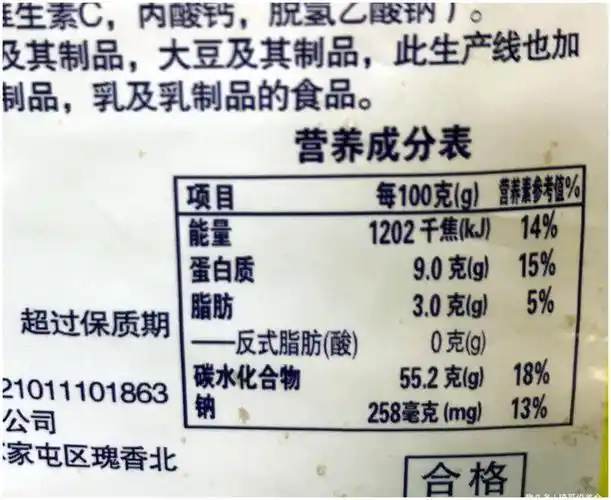 生素C，丙酸钙，脱氢乙酸钠）。
及其制品，大豆及其制品，此生产线也加
制品，乳及乳制品的食品。
营养成分表
项目 每100克(g) 营养素参考值%
能量 1202千焦(kJ) 14%
蛋白质 9.0克(g) 15%
脂肪 3.0克(g) 5%
——反式脂肪(酸) 0克(g)
碳水化合物 55.2克(g) 18%
钠 258毫克(mg) 13%
超过保质期
21011101863
公司
家屯区瑰香北
合格